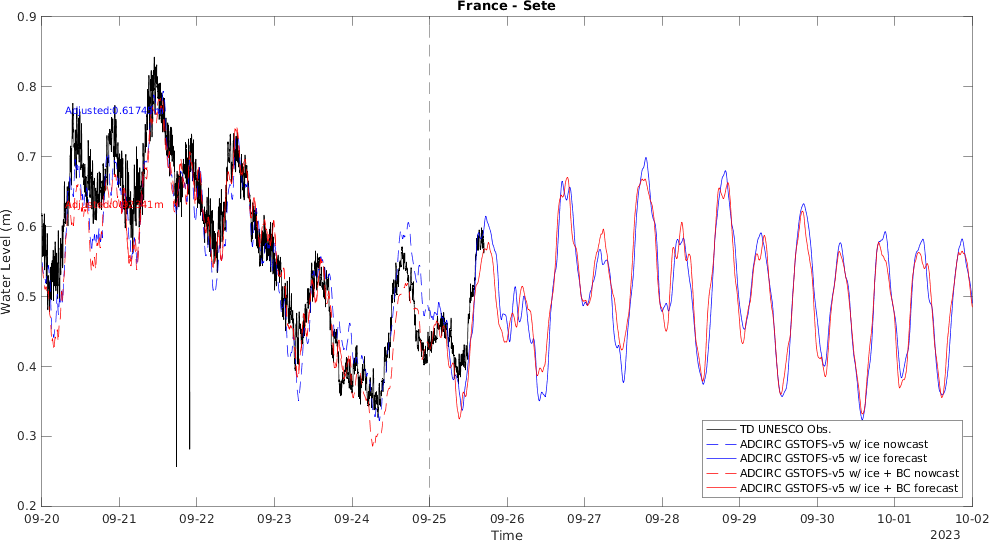 France - Sete
0.9
0.8
0.7
0.6
0.5
0.4
0.3
0.2
Water Level (m)
09-20
09-21
09-22
09-23
09-24
09-25
09-26
09-27
09-28
09-29
09-30
10-01
10-02
Time
2023
TD UNESCO Obs.
ADCIRC GSTOFS-v5 w/ ice nowcast
ADCIRC GSTOFS-v5 w/ ice forecast
ADCIRC GSTOFS-v5 w/ ice + BC nowcast
ADCIRC GSTOFS-v5 w/ ice + BC forecast